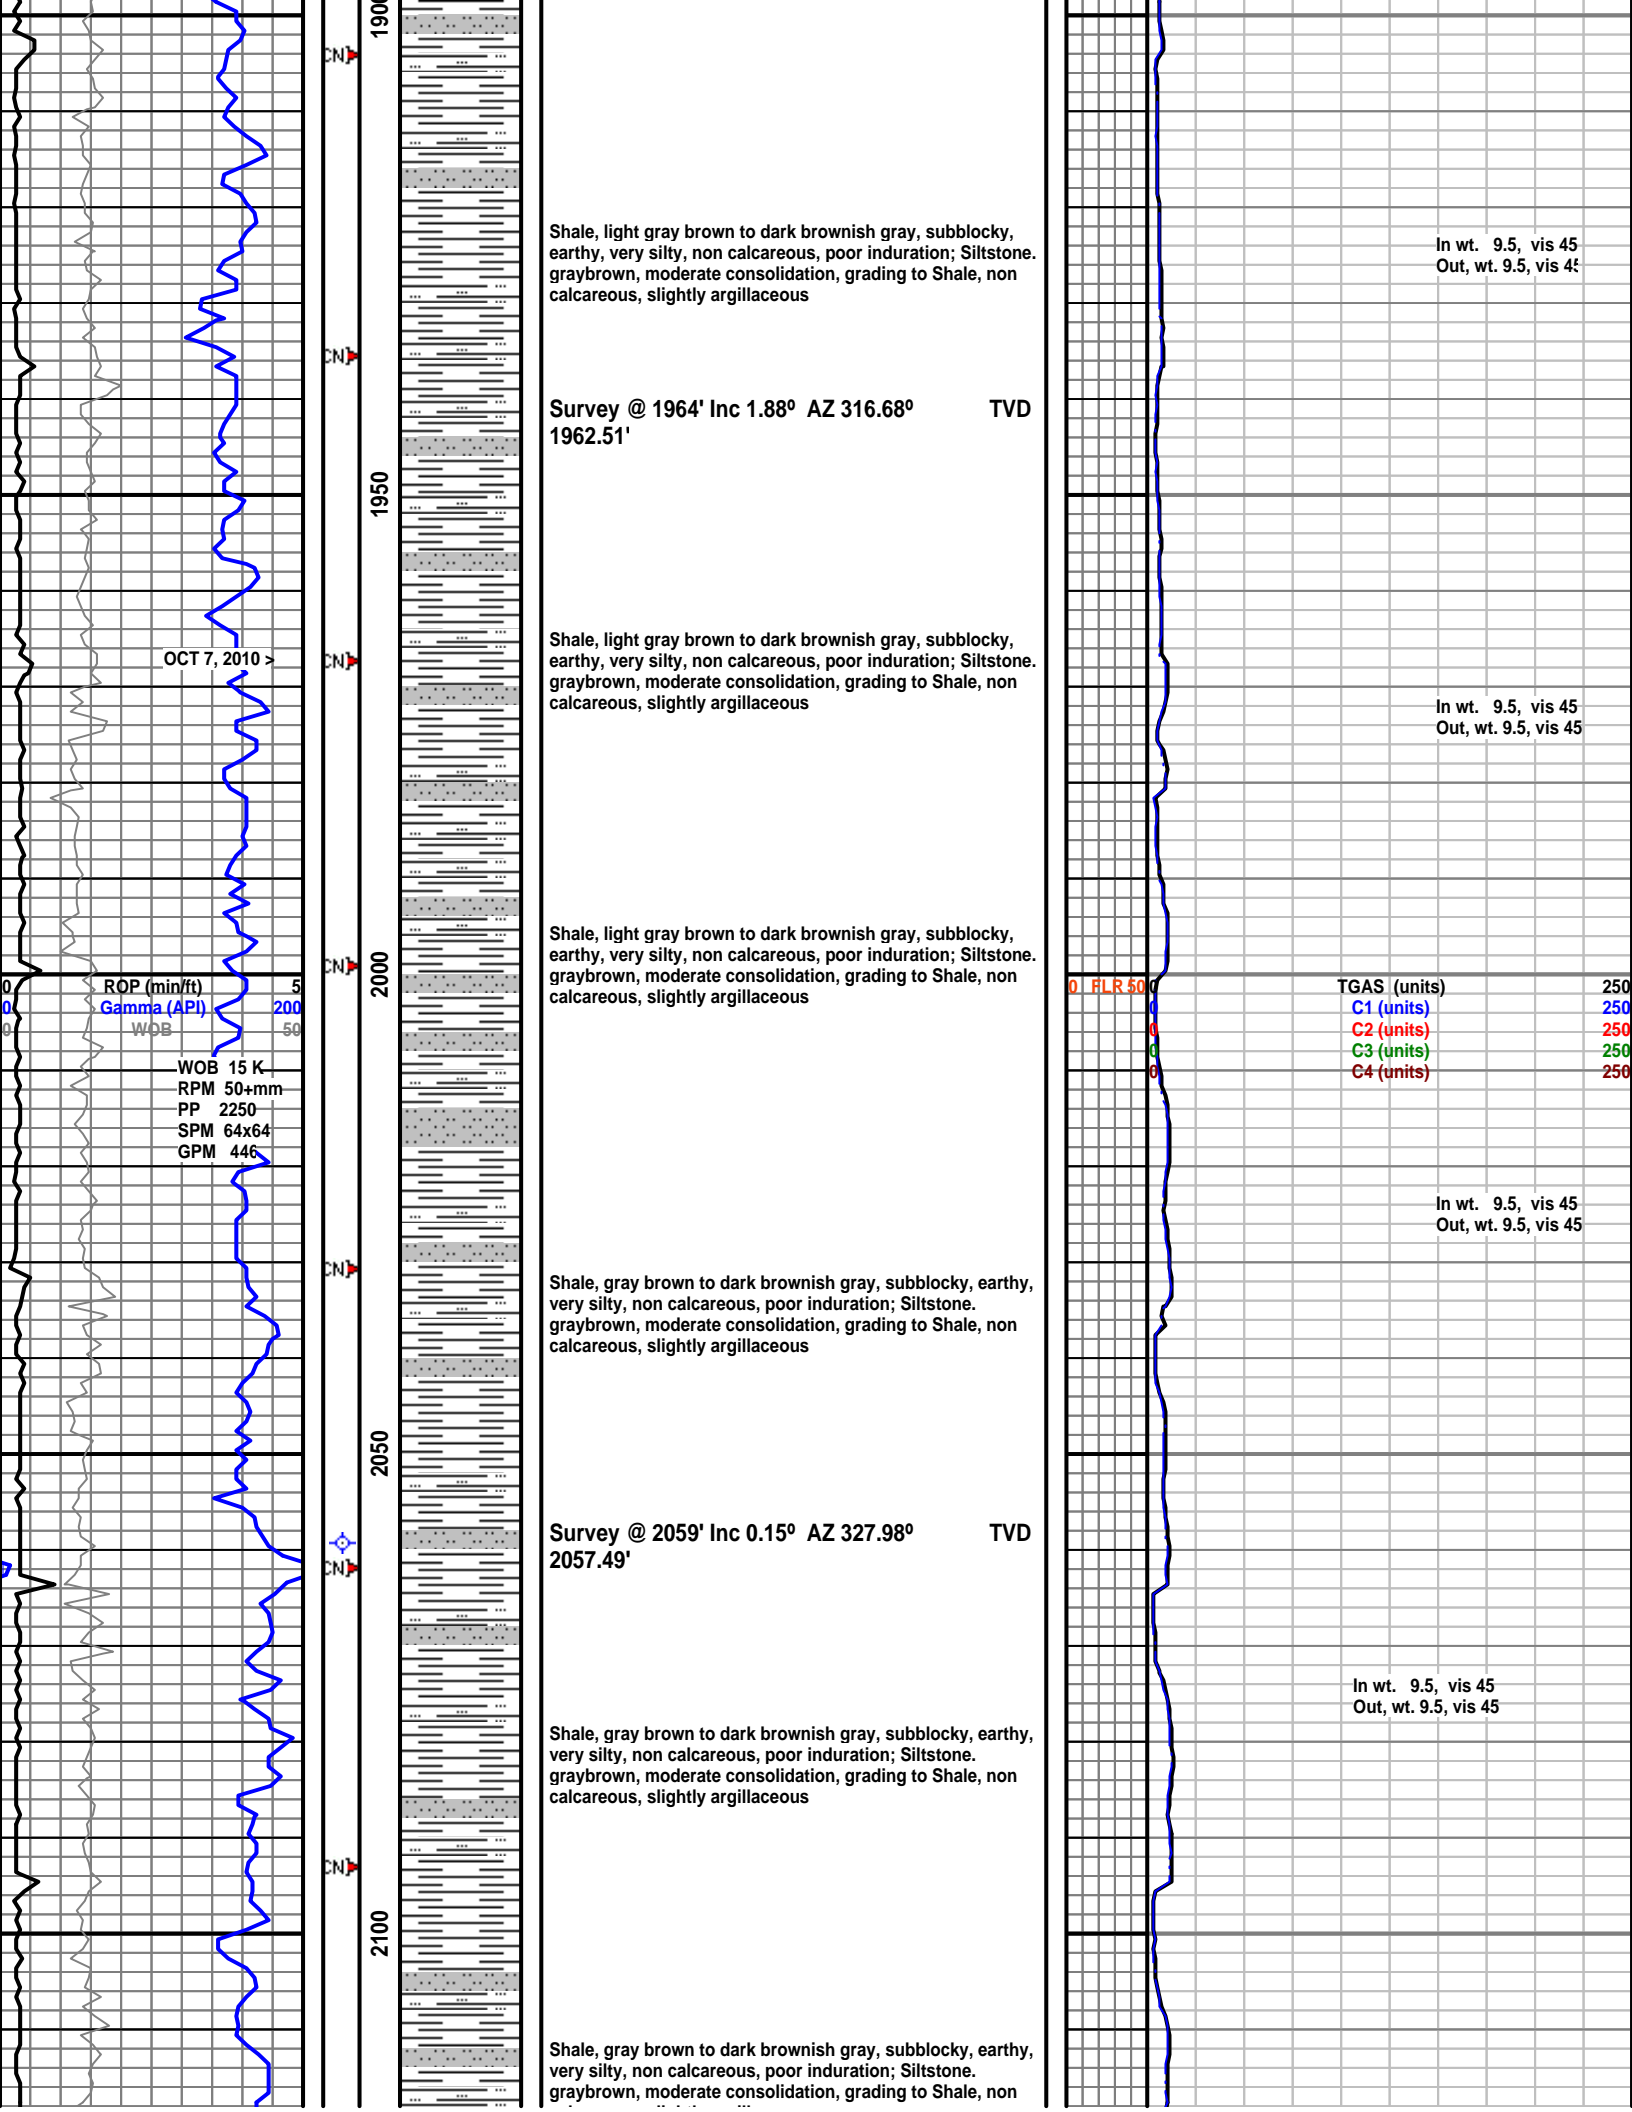 1900
CN
Shale, light gray brown to dark brownish gray, subblocky,
earthy, very silty, non calcareous, poor induration; Siltstone.
graybrown, moderate consolidation, grading to Shale, non
calcareous, slightly argillaceous
In wt. 9.5, vis 45
Out, wt. 9.5, vis 45
CN
Survey @ 1964' Inc 1.88º AZ 316.68º TVD
1962.51'
1950
OCT 7, 2010 >
CN
Shale, light gray brown to dark brownish gray, subblocky,
earthy, very silty, non calcareous, poor induration; Siltstone.
graybrown, moderate consolidation, grading to Shale, non
calcareous, slightly argillaceous
In wt. 9.5, vis 45
Out, wt. 9.5, vis 45
Shale, light gray brown to dark brownish gray, subblocky,
earthy, very silty, non calcareous, poor induration; Siltstone.
graybrown, moderate consolidation, grading to Shale, non
calcareous, slightly argillaceous
CN
2000
0 ROP (min/ft) 5
0 Gamma (API) 200
0 WOB 50
0 FLR 50
0 TGAS (units) 250
0 C1 (units) 250
0 C2 (units) 250
0 C3 (units) 250
0 C4 (units) 250
WOB 15 K
RPM 50+mm
PP 2250
SPM 64x64
GPM 446
In wt. 9.5, vis 45
Out, wt. 9.5, vis 45
CN
Shale, gray brown to dark brownish gray, subblocky, earthy,
very silty, non calcareous, poor induration; Siltstone.
graybrown, moderate consolidation, grading to Shale, non
calcareous, slightly argillaceous
2050
Survey @ 2059' Inc 0.15º AZ 327.98º TVD
2057.49'
CN
In wt. 9.5, vis 45
Out, wt. 9.5, vis 45
Shale, gray brown to dark brownish gray, subblocky, earthy,
very silty, non calcareous, poor induration; Siltstone.
graybrown, moderate consolidation, grading to Shale, non
calcareous, slightly argillaceous
CN
2100
Shale, gray brown to dark brownish gray, subblocky, earthy,
very silty, non calcareous, poor induration; Siltstone.
graybrown, moderate consolidation, grading to Shale, non